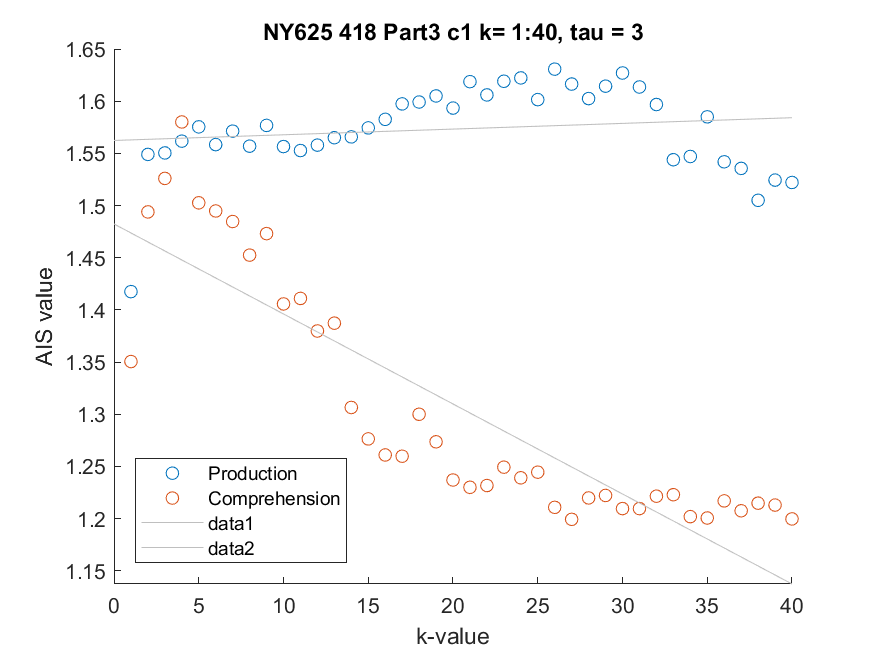 NY625 418 Part3 c1 k= 1:40, tau = 3
1.65
1.6
1.55
1.5
1.45
1.4
1.35
1.3
1.25
1.2
1.15
AIS value
Production
Comprehension
data1
data2
0 5 10 15 20 25 30 35 40
k-value